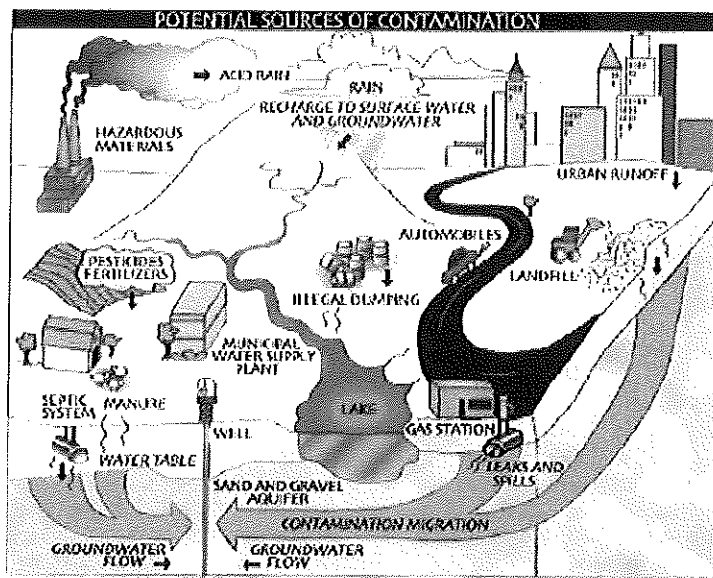 POTENTIAL SOURCES OF CONTAMINATION
ACID RAIN
RAIN
RECHARGE TO SURFACE WATER
AND GROUNDWATER
HAZARDOUS
MATERIALS
URBAN RUNOFF
AUTOMOBILES
PESTICIDES
FERTILIZERS
LANDFILL
ILLEGAL DUMPING
MUNICIPAL
WATER SUPPLY
PLANT
SEPTIC
SYSTEM
MANURE
LAKE
GAS STATION
WELL
WATER TABLE
LEAKS AND
SPILLS
SAND AND GRAVEL
AQUIFER
CONTAMINATION MIGRATION
GROUNDWATER
FLOW
GROUNDWATER
FLOW